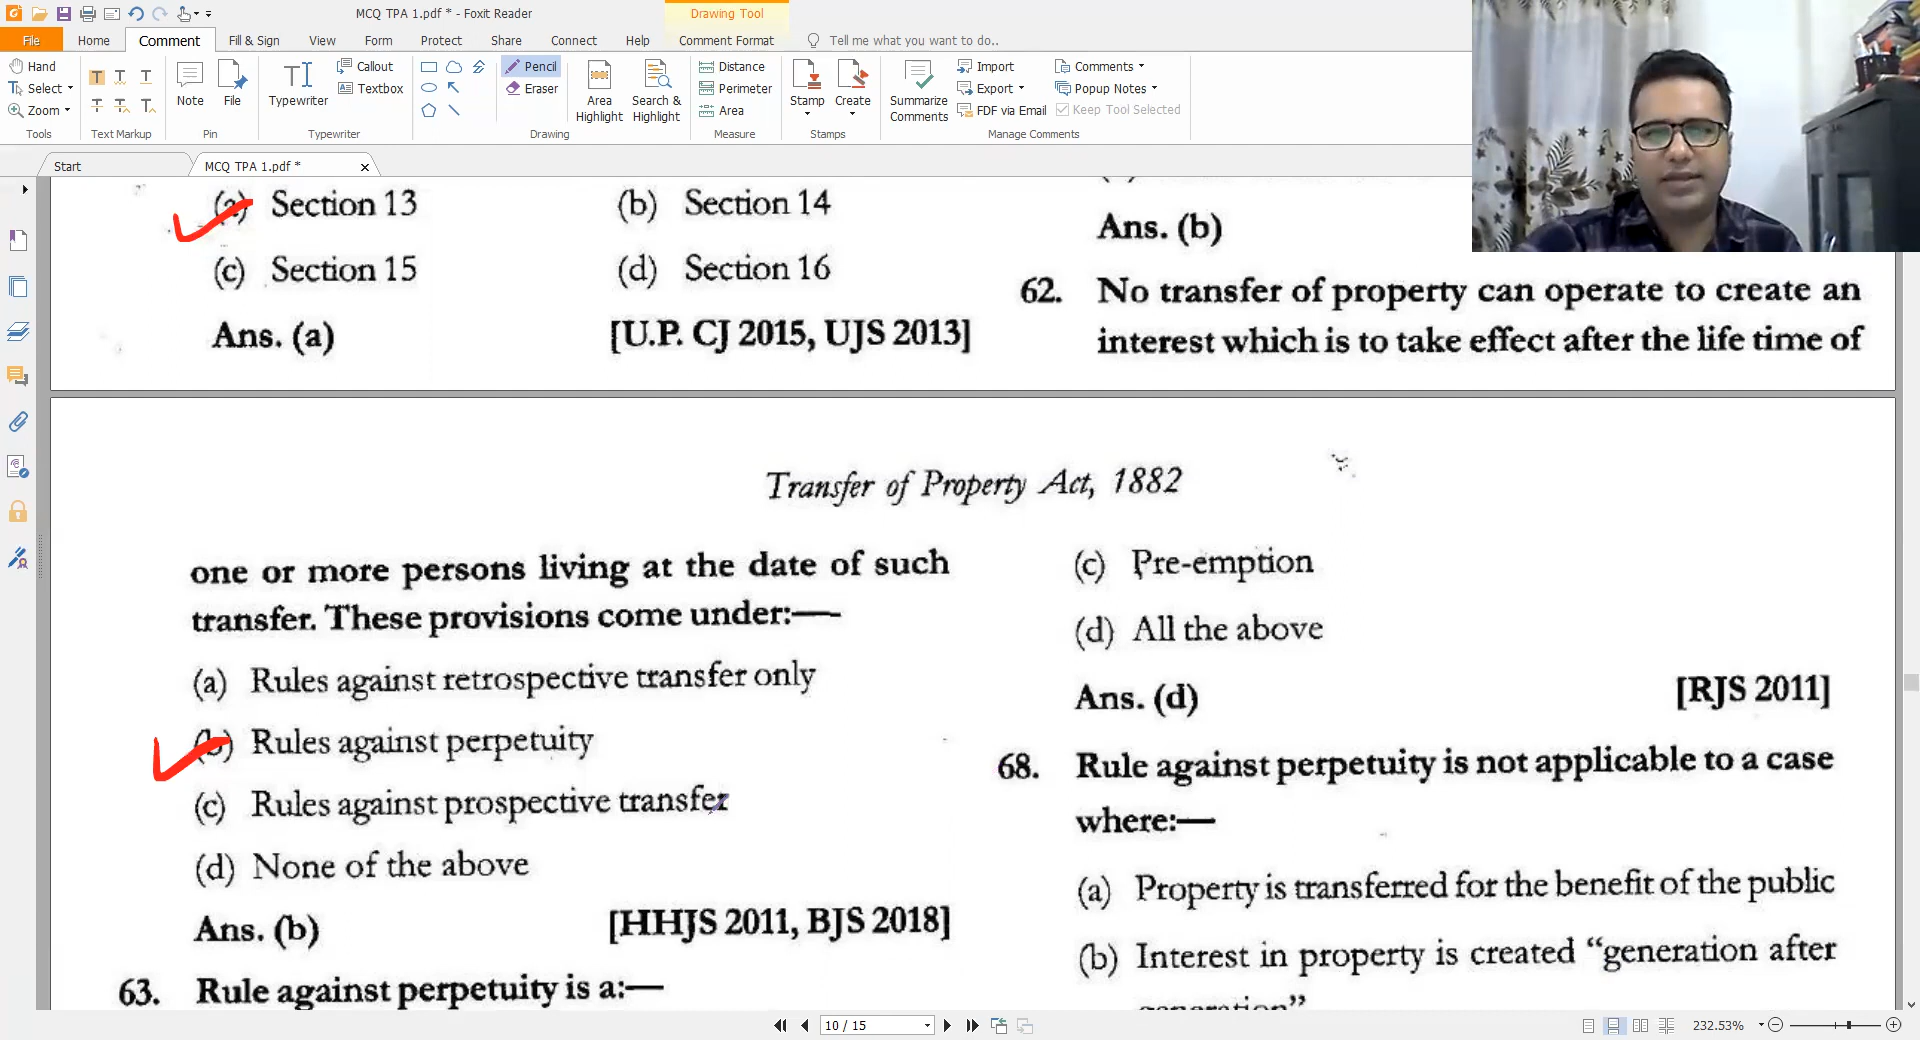 MCQ TPA 1.pdf * - Foxit Reader
Drawing Tool
File Home Comment Fill & Sign View Form Protect Share Connect Help Comment Format Tell me what you want to do..
Hand
Select
Zoom
Tools
Text Markup
Note
File
Pin
Typewriter
Callout
Textbox
Typewriter
Pencil
Eraser
Area Highlight
Search & Highlight
Drawing
Distance
Perimeter
Area
Measure
Stamp
Create
Stamps
Summarize Comments
Import
Export
FDF via Email
Comments
Popup Notes
Keep Tool Selected
Manage Comments
Start
MCQ TPA 1.pdf *
(a) Section 13 (b) Section 14
(c) Section 15 (d) Section 16
Ans. (a) [U.P. CJ 2015, UJS 2013]
Ans. (b)
62. No transfer of property can operate to create an
interest which is to take effect after the life time of
Transfer of Property Act, 1882
one or more persons living at the date of such
transfer. These provisions come under:—
(a) Rules against retrospective transfer only
(b) Rules against perpetuity
(c) Rules against prospective transfer
(d) None of the above
Ans. (b) [HHJS 2011, BJS 2018]
63. Rule against perpetuity is a:—
(c) Pre-emption
(d) All the above
Ans. (d) [RJS 2011]
68. Rule against perpetuity is not applicable to a case
where:—
(a) Property is transferred for the benefit of the public
(b) Interest in property is created “generation after
generation”
10 / 15
232.53%